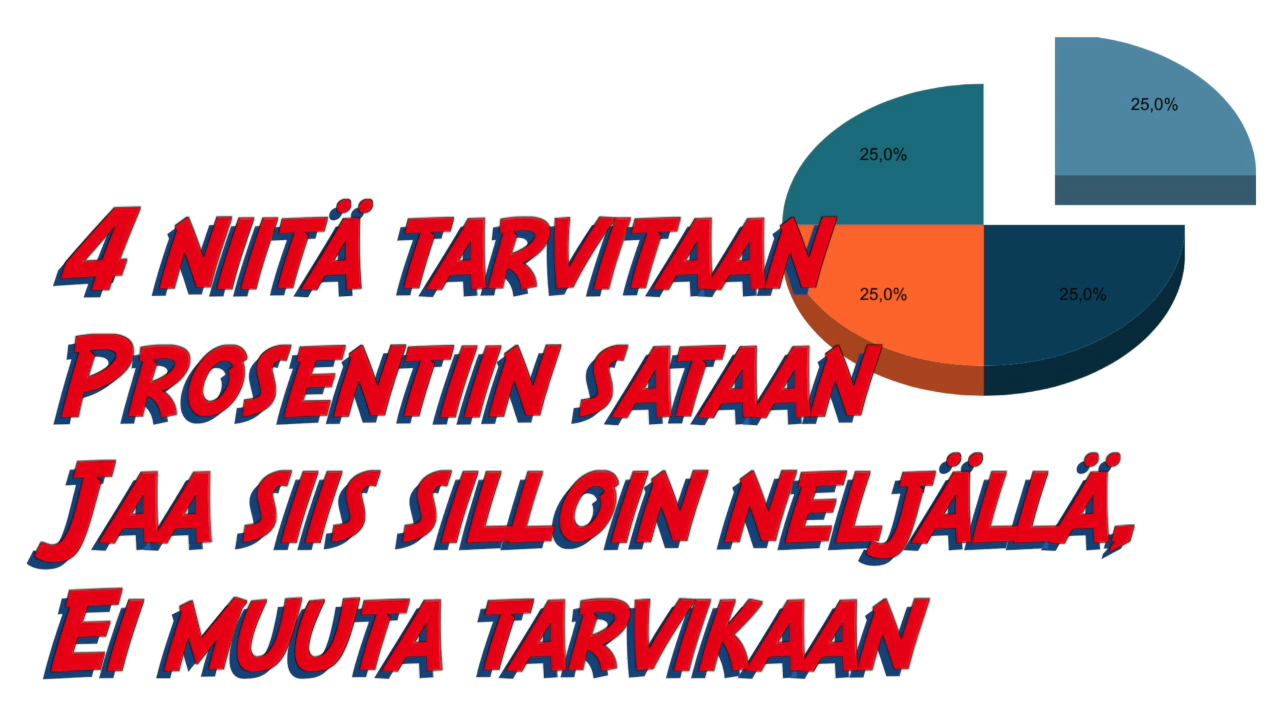 25,0%
25,0%
4 niitä tarvitaan
25,0%
25,0%
Prosentiin sataan
Jaa siis silloin neljällä,
Ei muuta tarvikaan